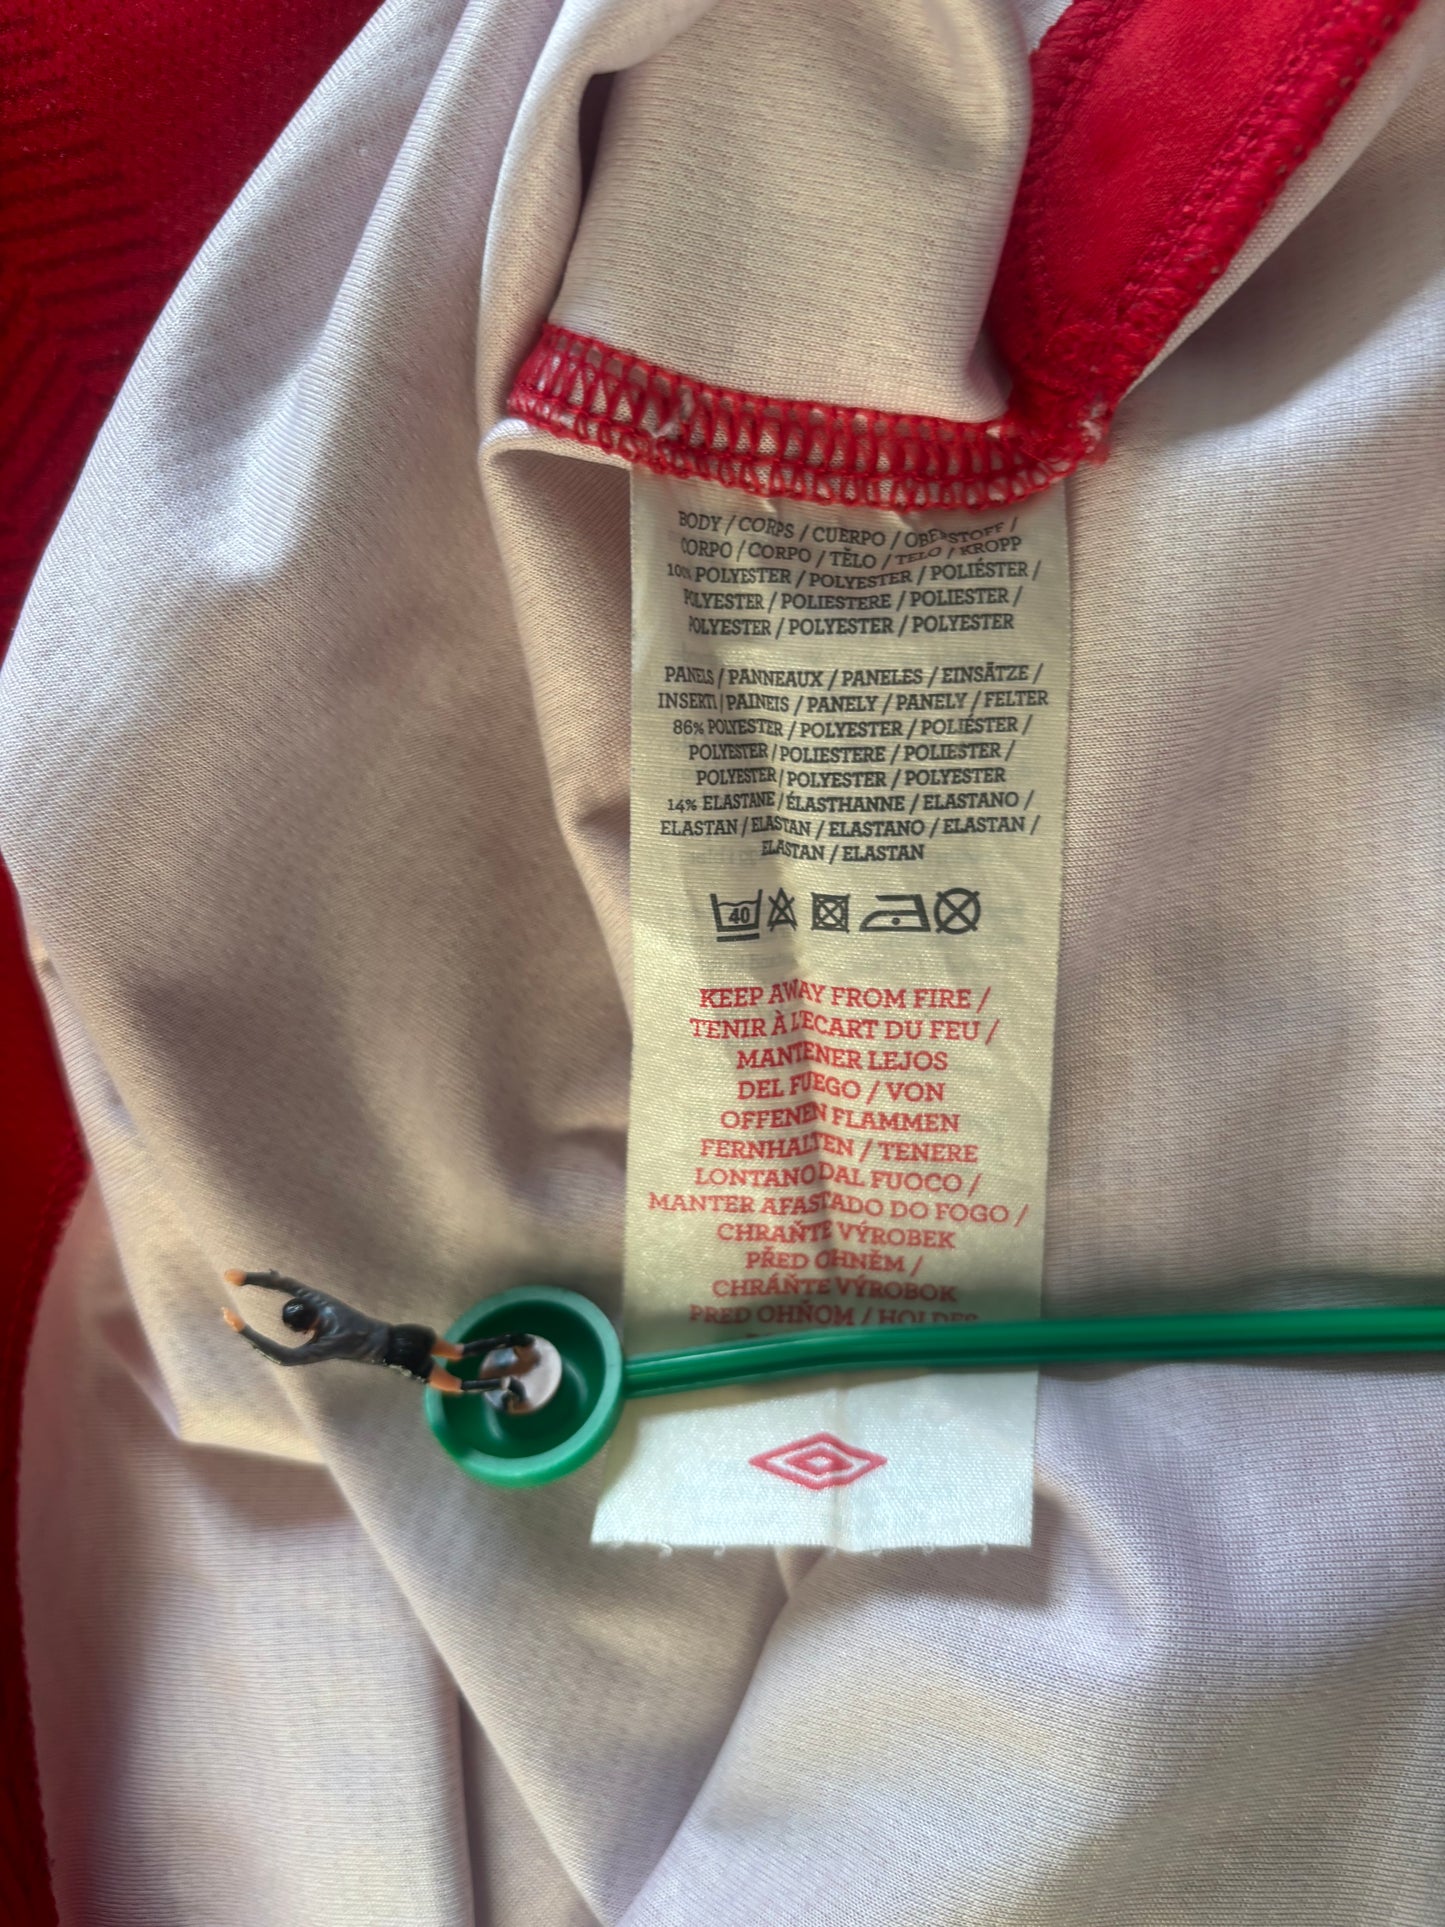 BODY / CORPS / CUERPO / OBERSTOFF /
CORPO / CORPO / TĚLO / TELO / KROPP
100% POLYESTER / POLYESTER / POLIÉSTER /
POLYESTER / POLIESTERE / POLIESTER /
POLYESTER / POLYESTER / POLYESTER
PANELS / PANNEAUX / PANELES / EINSÄTZE /
INSERTI / PAINEIS / PANELY / PANELY / FELTER
86% POLYESTER / POLYESTER / POLIÉSTER /
POLYESTER / POLIESTERE / POLIESTER /
POLYESTER / POLYESTER / POLYESTER
14% ELASTANE / ÉLASTHANNE / ELASTANO /
ELASTAN / ELASTAN / ELASTANO / ELASTAN /
ELASTAN / ELASTAN
40
KEEP AWAY FROM FIRE /
TENIR À L'ECART DU FEU /
MANTENER LEJOS
DEL FUEGO / VON
OFFENEN FLAMMEN
FERNHALTEN / TENERE
LONTANO DAL FUOCO /
MANTER AFASTADO DO FOGO /
CHRAŇTE VÝROBEK
PŘED OHNĚM /
CHRÁŇTE VÝROBOK
PRED OHŇOM / HOLDES